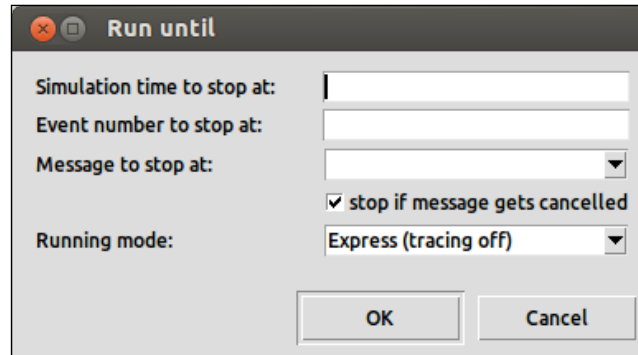 Run until
Simulation time to stop at:
Event number to stop at:
Message to stop at:
stop if message gets cancelled
Running mode: Express (tracing off)
OK Cancel